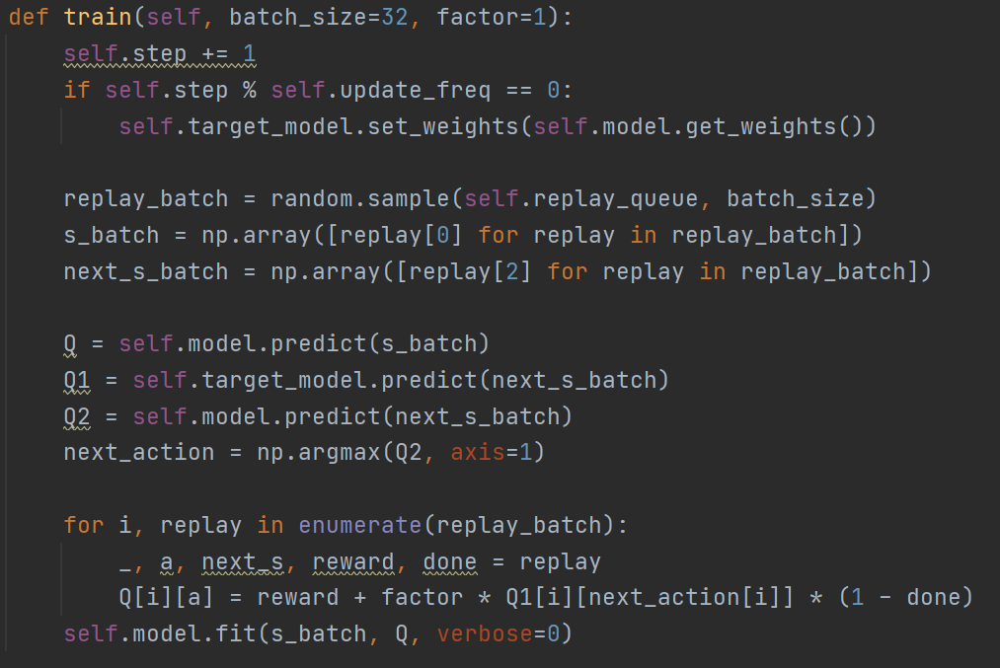 def train(self, batch_size=32, factor=1):
    self.step += 1
    if self.step % self.update_freq == 0:
        self.target_model.set_weights(self.model.get_weights())
    replay_batch = random.sample(self.replay_queue, batch_size)
    s_batch = np.array([replay[0] for replay in replay_batch])
    next_s_batch = np.array([replay[2] for replay in replay_batch])
    Q = self.model.predict(s_batch)
    Q1 = self.target_model.predict(next_s_batch)
    Q2 = self.model.predict(next_s_batch)
    next_action = np.argmax(Q2, axis=1)
    for i, replay in enumerate(replay_batch):
        _, a, next_s, reward, done = replay
        Q[i][a] = reward + factor * Q1[i][next_action[i]] * (1 - done)
    self.model.fit(s_batch, Q, verbose=0)